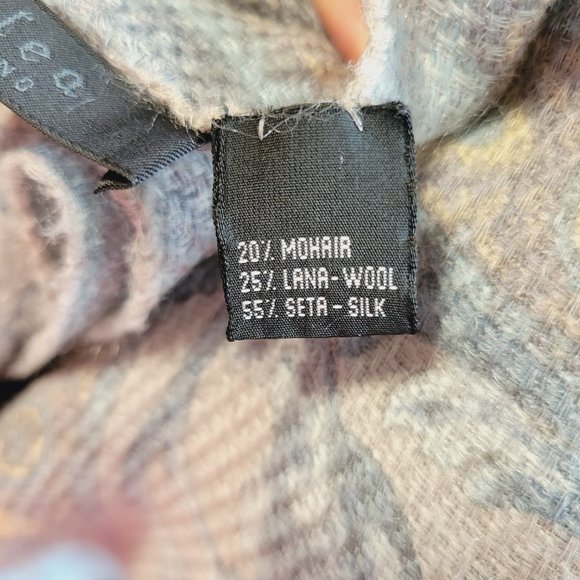 20% MOHAIR
25% LANA-WOOL
55% SETA-SILK